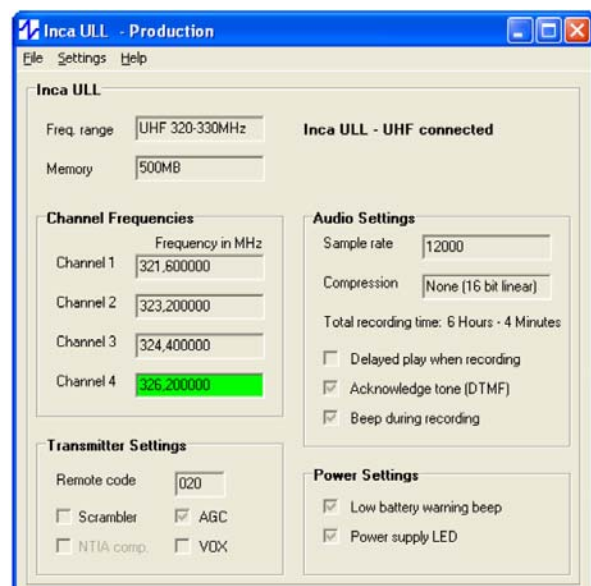 Inca ULL - Production
File Settings Help
Inca ULL
Freq. range UHF 320-330MHz
Inca ULL - UHF connected
Memory 500MB
Channel Frequencies
Frequency in MHz
Channel 1 321,600000
Channel 2 323,200000
Channel 3 324,400000
Channel 4 326,200000
Audio Settings
Sample rate 12000
Compression None (16 bit linear)
Total recording time: 6 Hours - 4 Minutes
Delayed play when recording
Acknowledge tone (DTMF)
Beep during recording
Transmitter Settings
Remote code 020
Scrambler AGC
NTIA comp. VOX
Power Settings
Low battery warning beep
Power supply LED